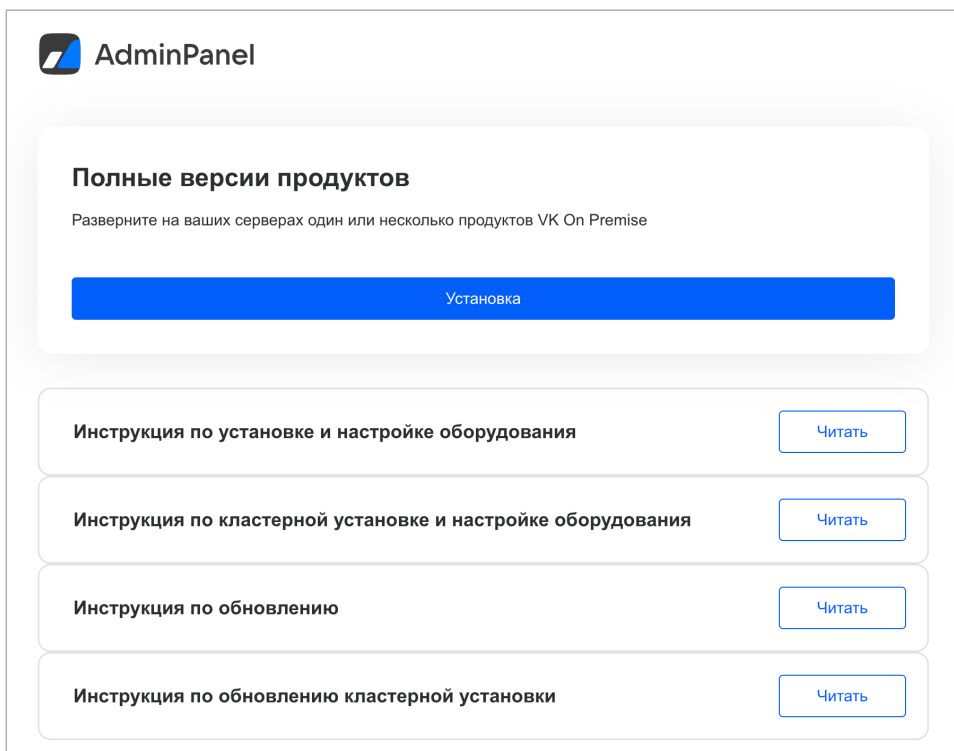 AdminPanel
Полные версии продуктов
Разверните на ваших серверах один или несколько продуктов VK On Premise
Установка
Инструкция по установке и настройке оборудования
Читать
Инструкция по кластерной установке и настройке оборудования
Читать
Инструкция по обновлению
Читать
Инструкция по обновлению кластерной установки
Читать